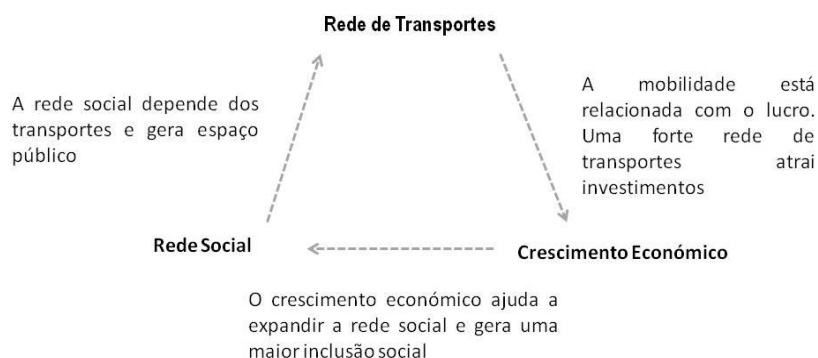 Rede de Transportes
A rede social depende dos
transportes e gera espaço
público
A mobilidade está
relacionada com o lucro.
Uma forte rede de
transportes atrai
investimentos
Rede Social
Crescimento Económico
O crescimento económico ajuda a
expandir a rede social e gera uma
maior inclusão social